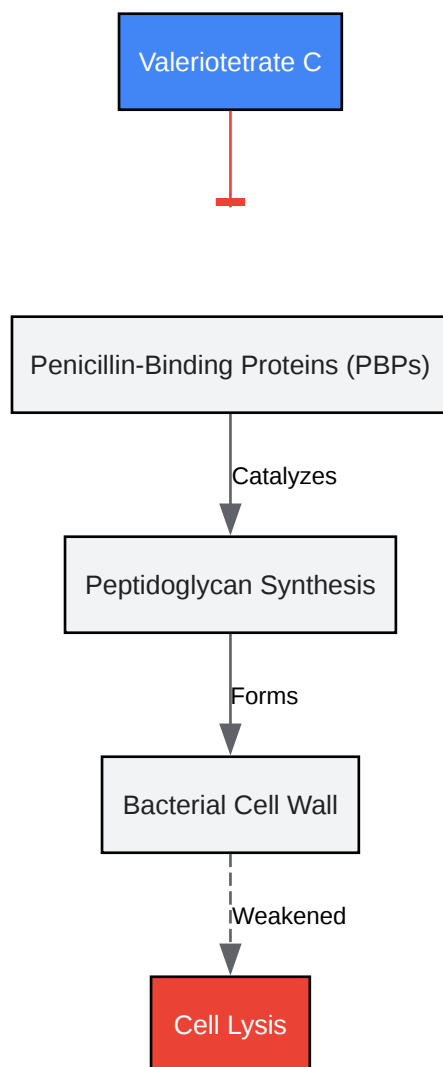 Valeriotetrate C
Penicillin-Binding Proteins (PBPs)
Catalyzes
Peptidoglycan Synthesis
Forms
Bacterial Cell Wall
Weakened
Cell Lysis